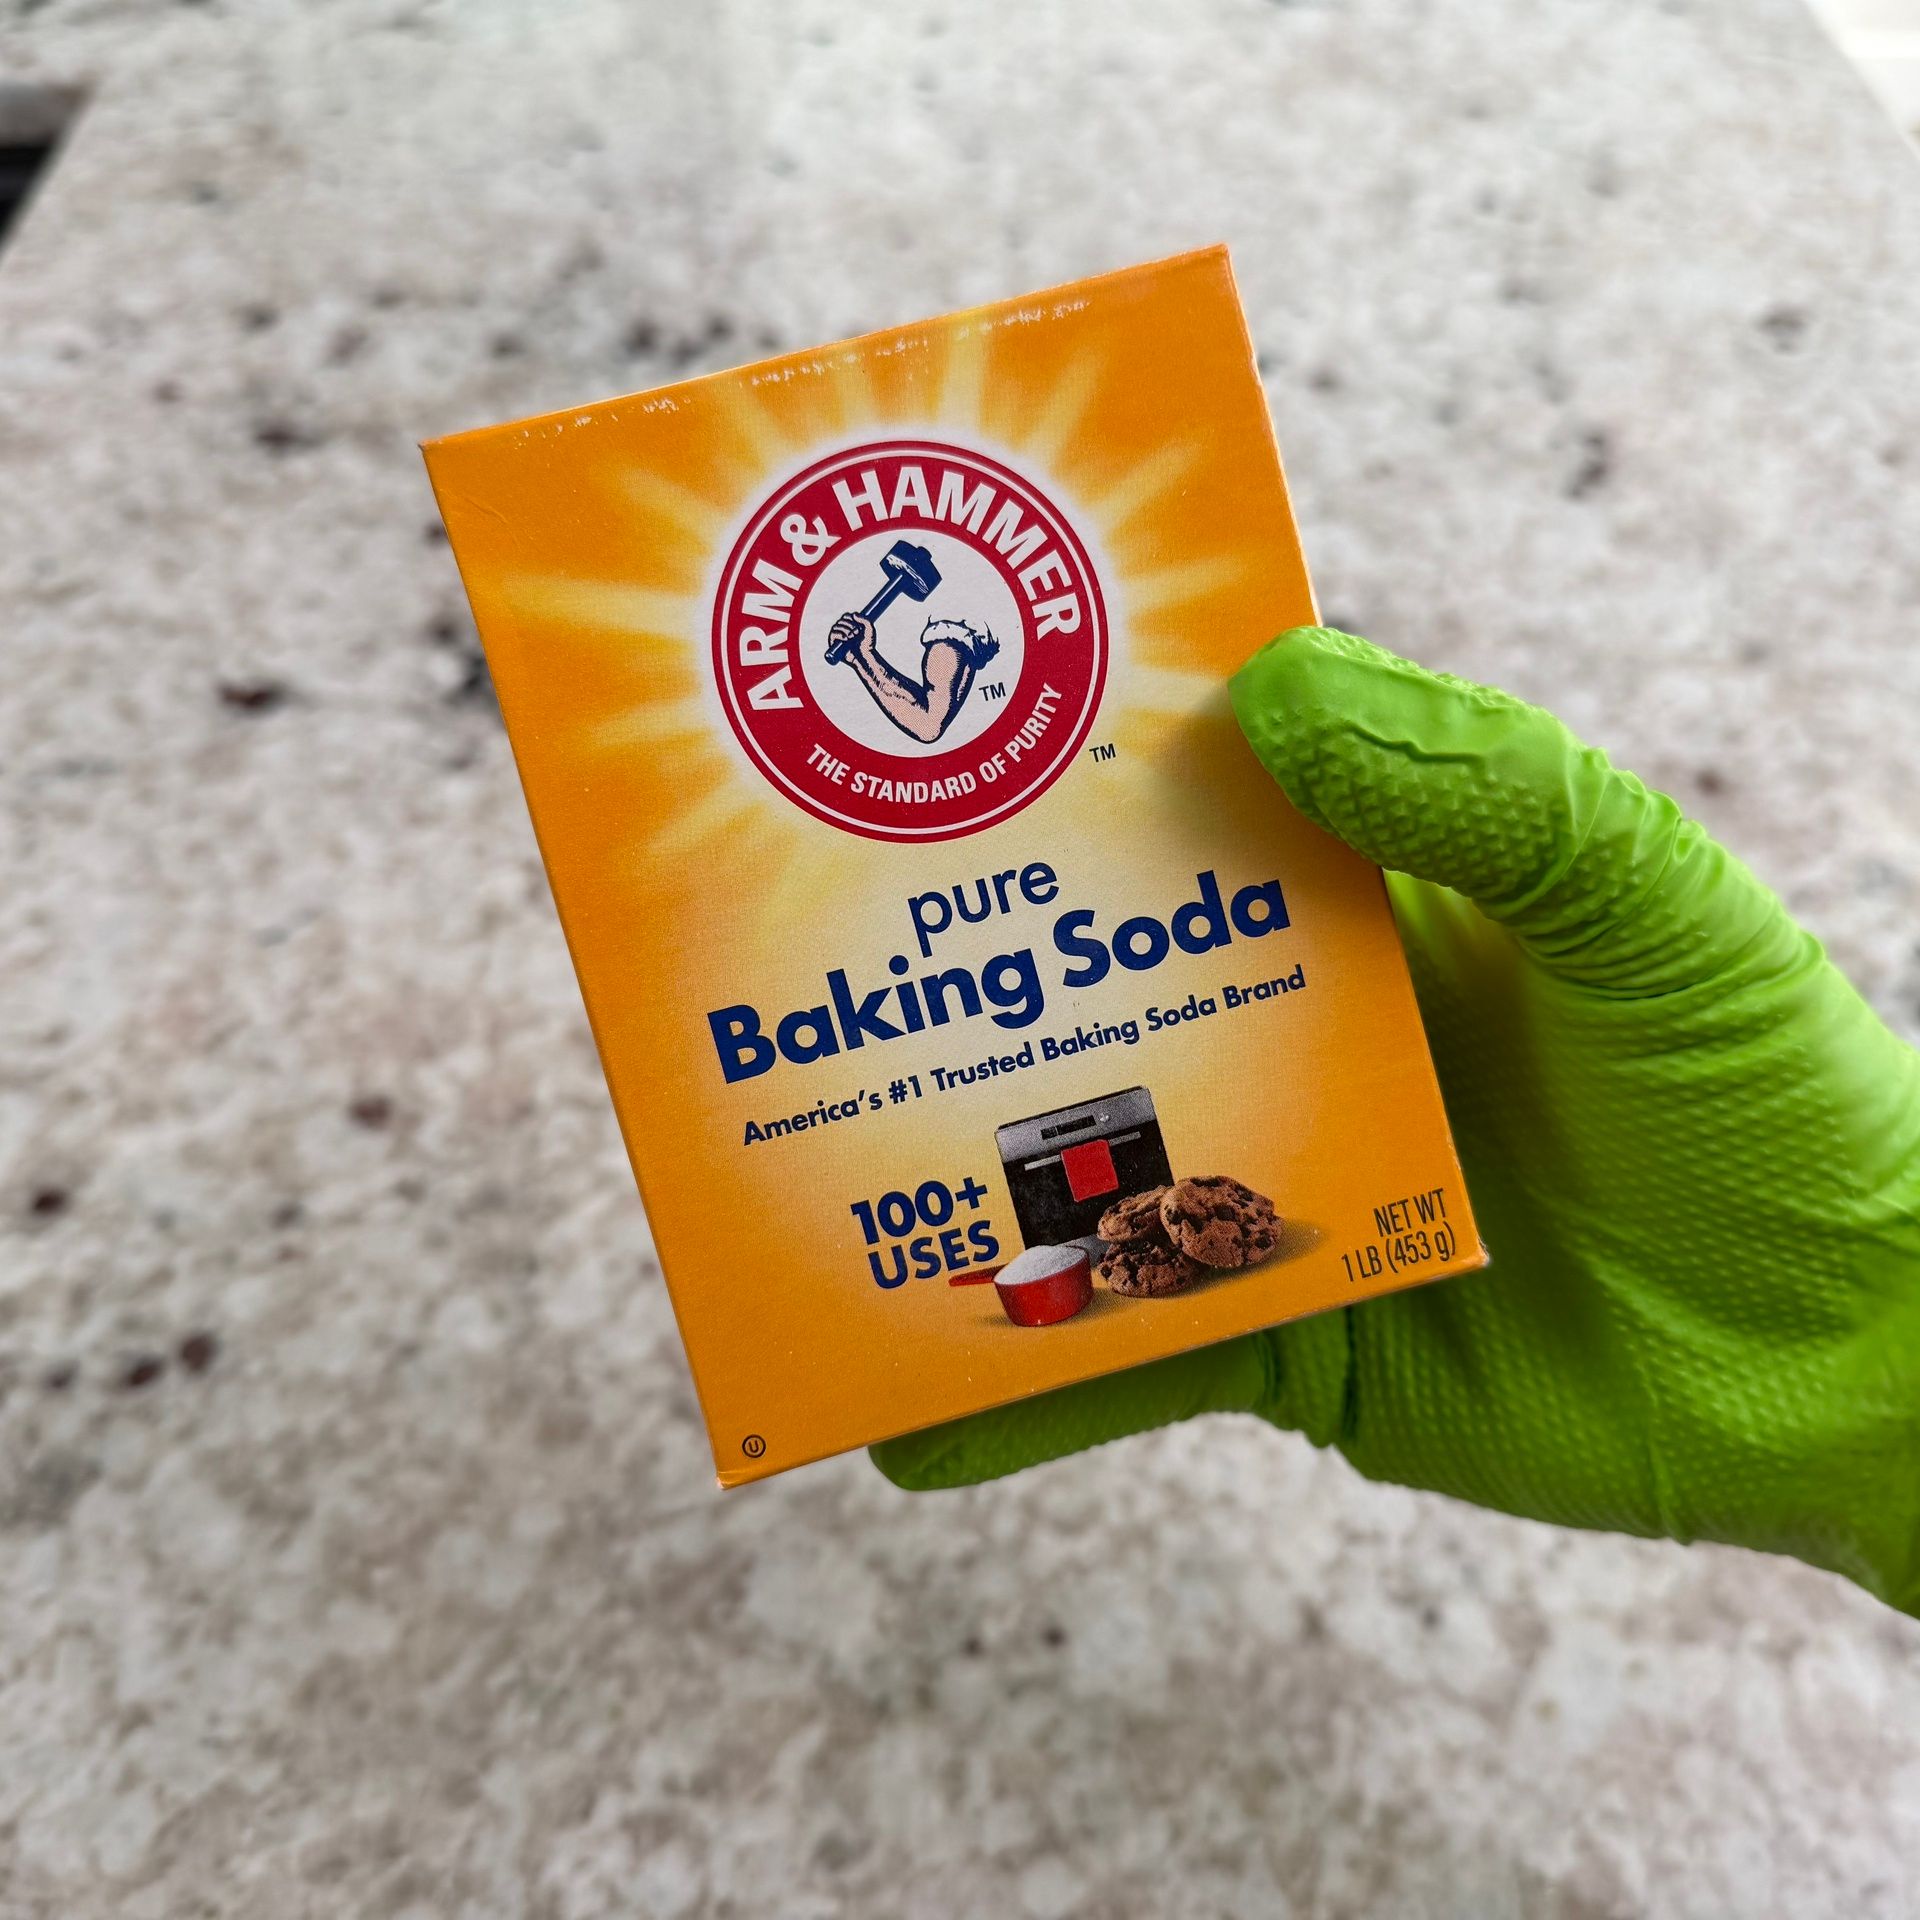 ARM & HAMMER
TM
THE STANDARD OF PURITY
TM
pure
Baking Soda
America's #1 Trusted Baking Soda Brand
100+
USES
NET WT
1 LB (453 g)
U